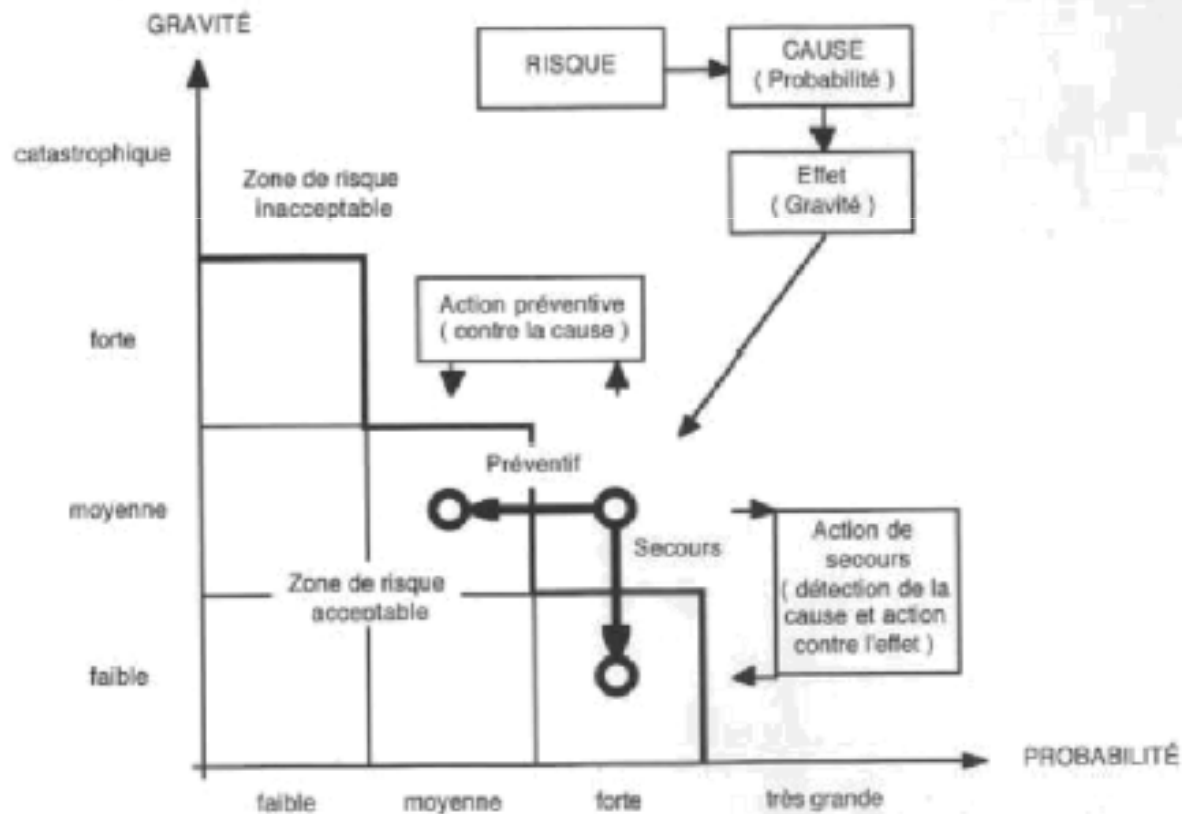 GRAVITÉ
RISQUE
CAUSE
( Probabilité )
catastrophique
Zone de risque
inacceptable
Effet
( Gravité )
Action préventive
( contre la cause )
forte
Préventif
moyenne
Secours
Action de
secours
( détection de la
cause et action
contre l'effet )
Zone de risque
acceptable
faible
PROBABILITÉ
faible
moyenne
forte
très grande